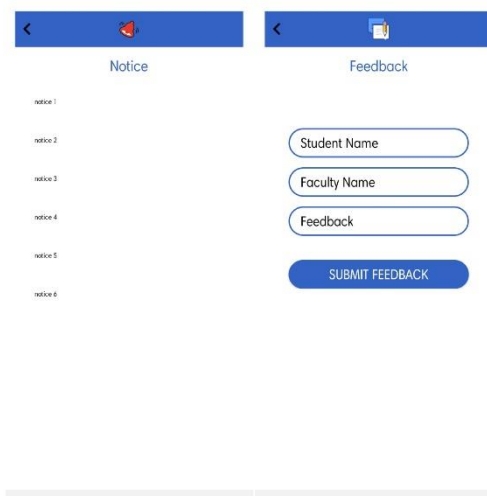 Notice
notice 1
notice 2
notice 3
notice 4
notice 5
notice 6
Feedback
Student Name
Faculty Name
Feedback
SUBMIT FEEDBACK